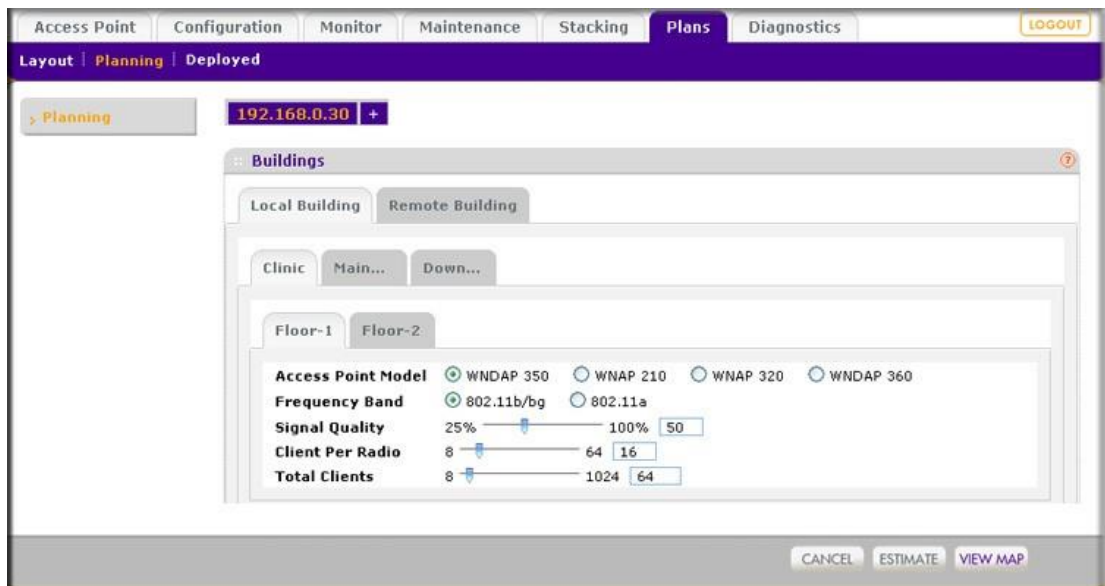 Access Point Configuration Monitor Maintenance Stacking Plans Diagnostics LOGOUT
Layout Planning Deployed
> Planning
192.168.0.30 +
Buildings ?
Local Building Remote Building
Clinic Main... Down...
Floor-1 Floor-2
Access Point Model WNDAP 350 WNAP 210 WNAP 320 WNDAP 360
Frequency Band 802.11b/bg 802.11a
Signal Quality 25% 100% 50
Client Per Radio 8 64 16
Total Clients 8 1024 64
CANCEL ESTIMATE VIEW MAP